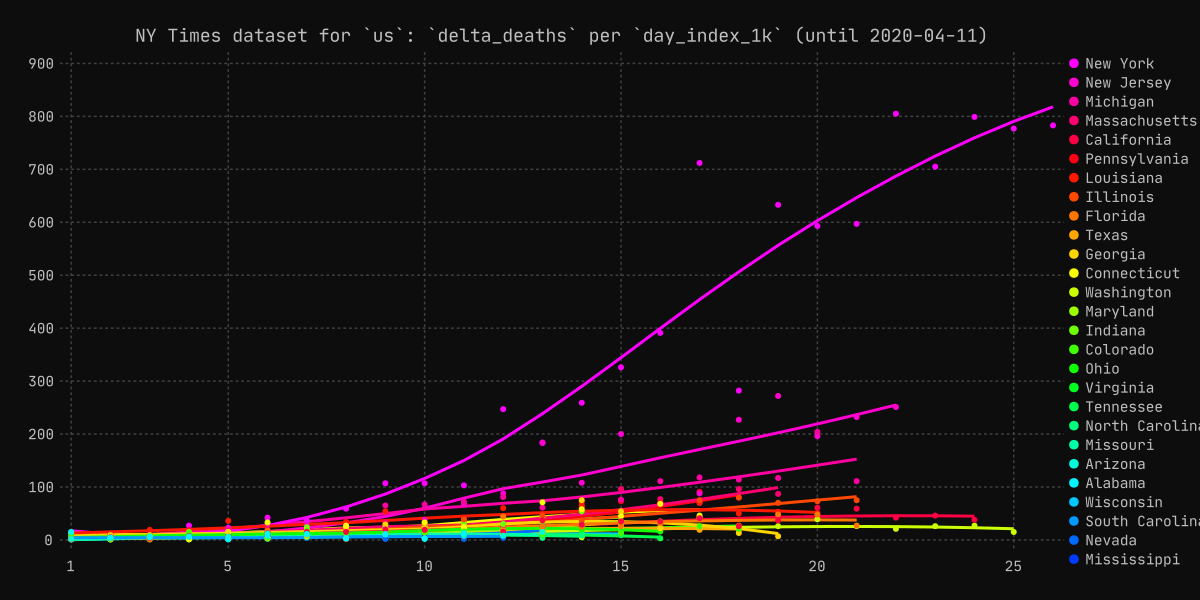 NY Times dataset for `us`: `delta_deaths` per `day_index_1k` (until 2020-04-11)
900
800
700
600
500
400
300
200
100
0
1 5 10 15 20 25
New York
New Jersey
Michigan
Massachusetts
California
Pennsylvania
Louisiana
Illinois
Florida
Texas
Georgia
Connecticut
Washington
Maryland
Indiana
Colorado
Ohio
Virginia
Tennessee
North Carolina
Missouri
Arizona
Alabama
Wisconsin
South Carolina
Nevada
Mississippi